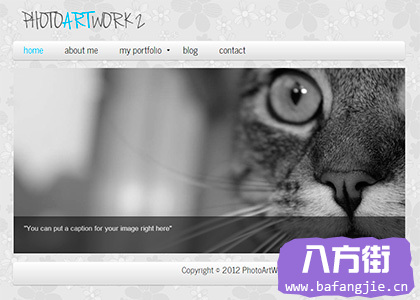 PHOTOARTWORK 2
home about me my portfolio blog contact
"You can put a caption for your image right here"
Copyright © 2012 PhotoArtW
八方街
www.bafangjie.cn